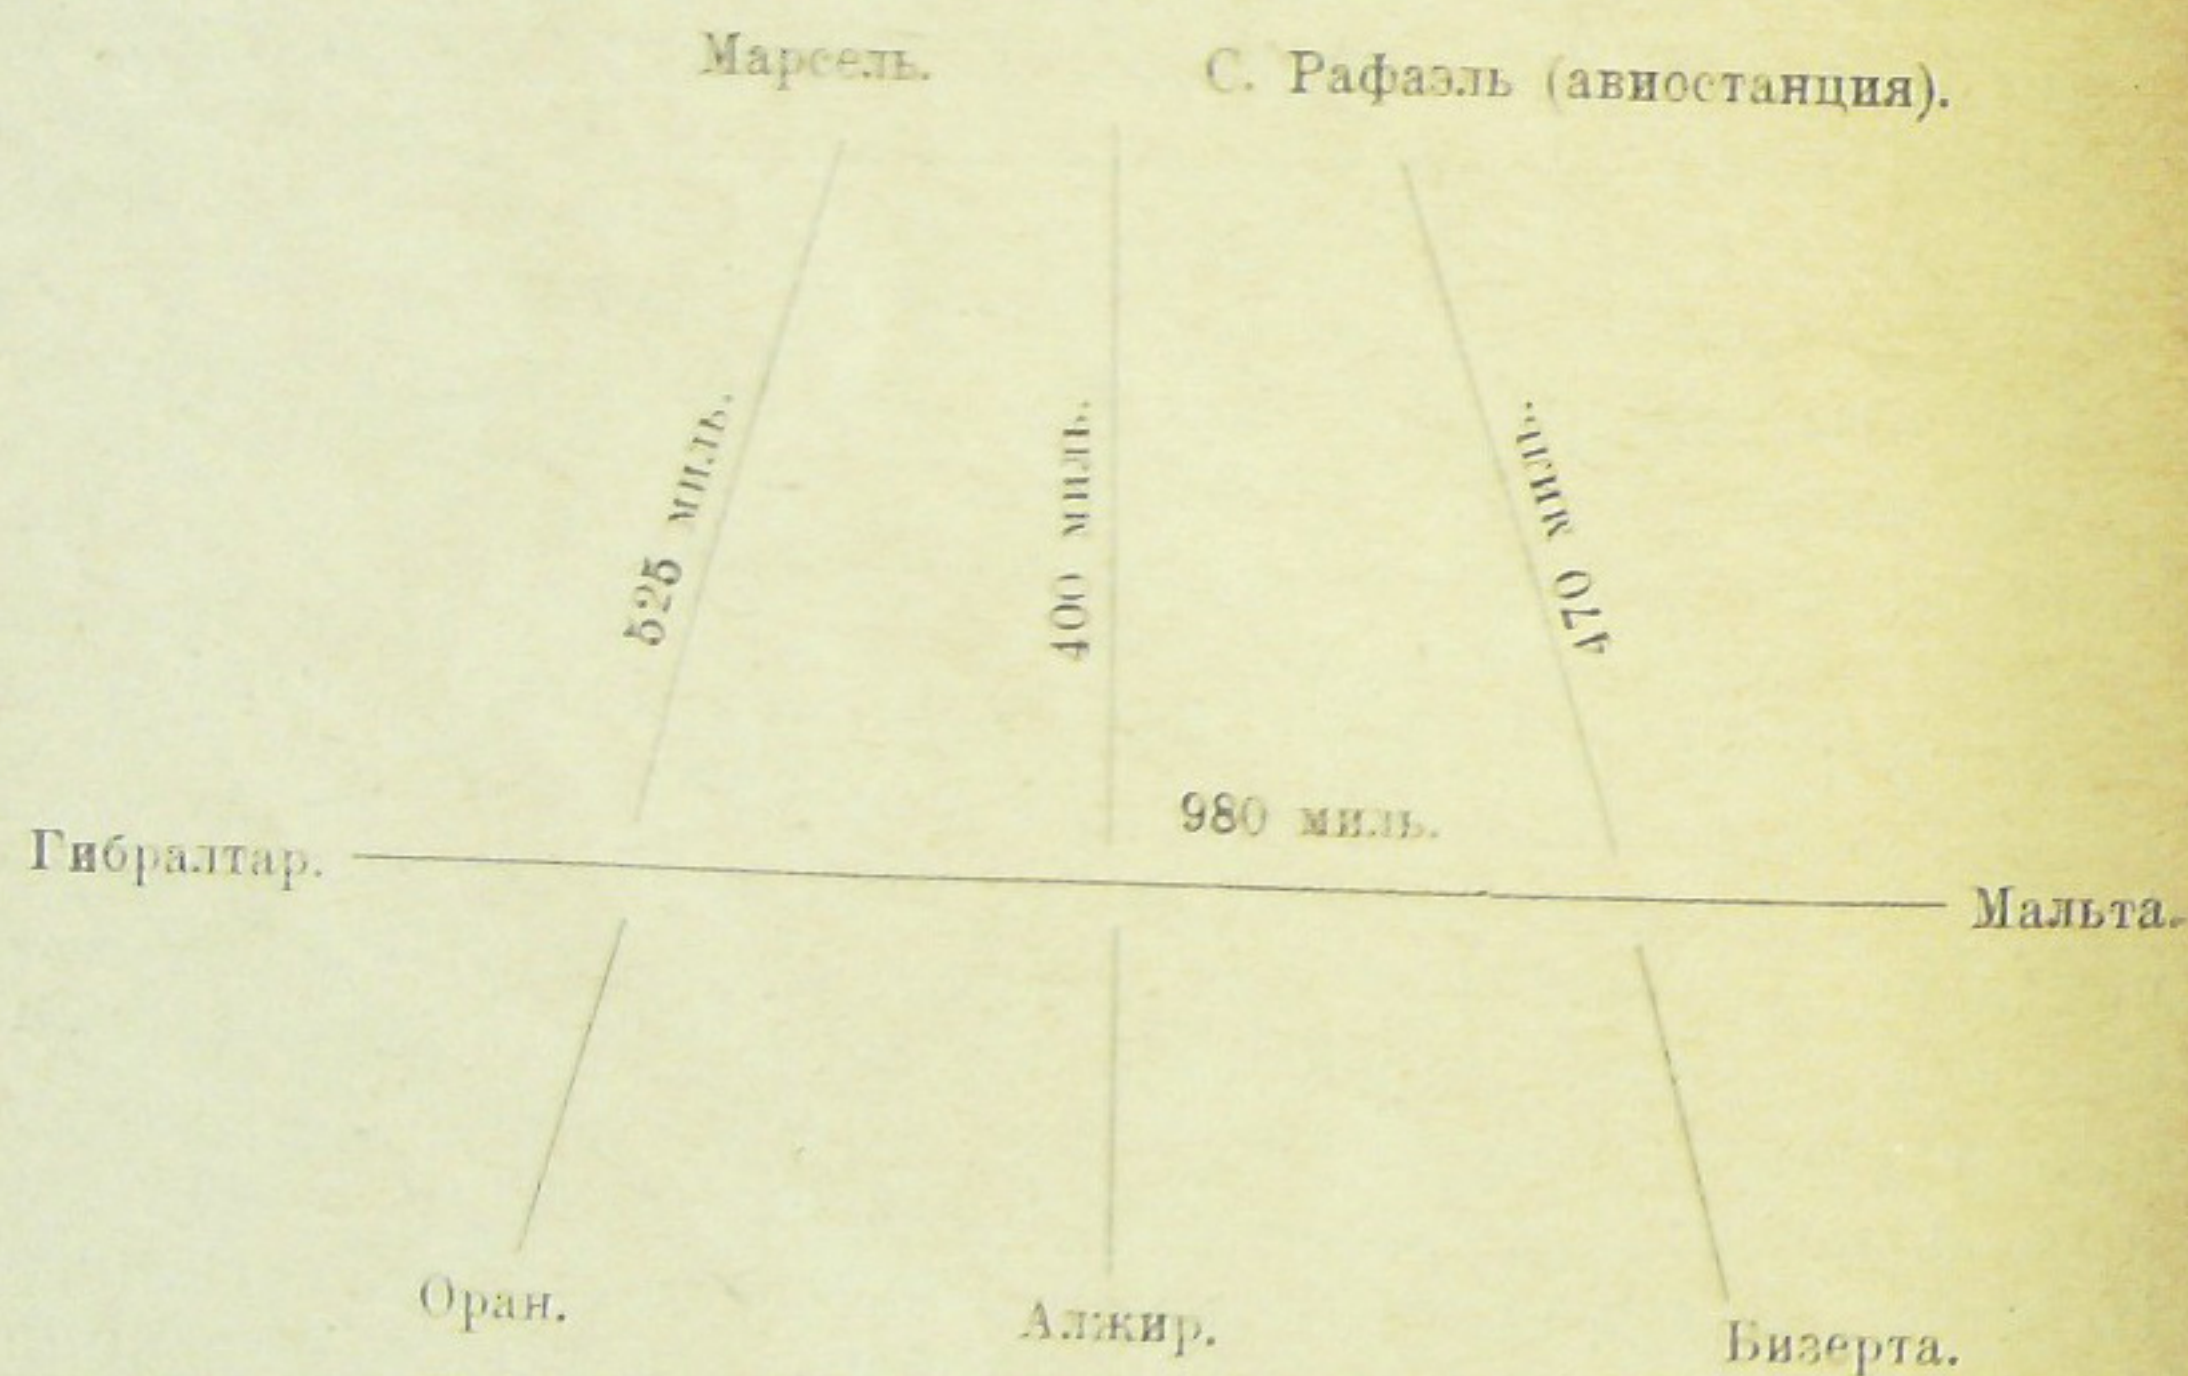 Марсель.
С. Рафаэль (авиостанция).
525 миль.
400 миль.
470 миль.
980 миль.
Гибралтар.
Мальта.
Оран.
Алжир.
Бизерта.